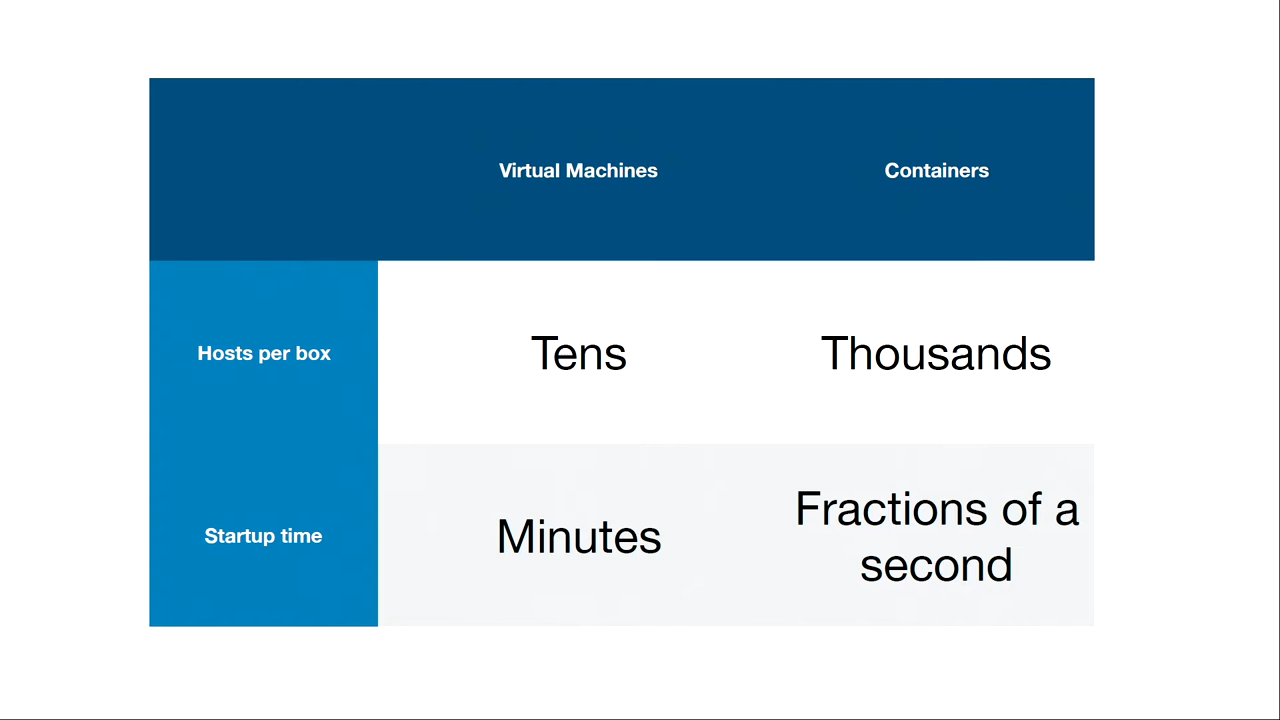 Virtual Machines
Containers
Hosts per box
Tens
Thousands
Startup time
Minutes
Fractions of a
second